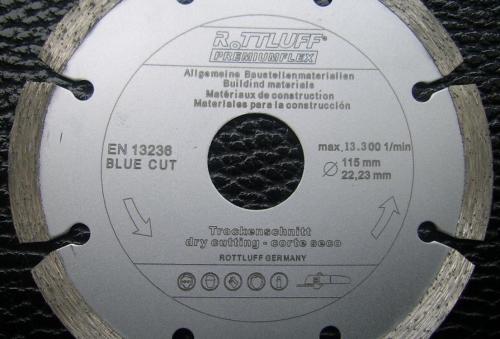 ROTTLUFF®
PREMIUMFLEX
Allgemeine Baustellenmaterialien
Buildind materials
Matériaux de construction
Materiales para la construcción
EN 13236
BLUE CUT
max. 13.300 1/min
Ø 115 mm
22,23 mm
Trockenschnitt
dry cutting - corte seco
ROTTLUFF GERMANY